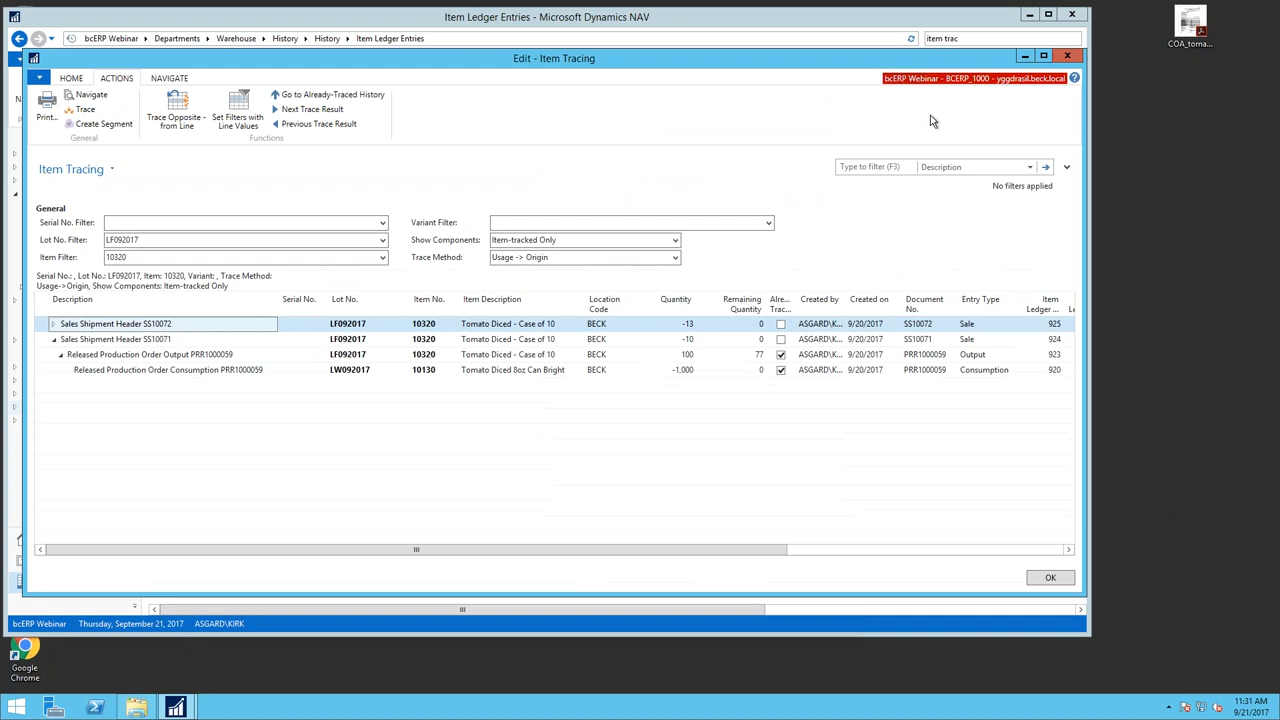 Item Ledger Entries - Microsoft Dynamics NAV
bcERP Webinar Departments Warehouse History History Item Ledger Entries
item trac
COA_toma...
Edit - Item Tracing
HOME ACTIONS NAVIGATE
bcERP Webinar - BCERP_1000 - yggdrasil.beck.local
Print...
Navigate
Trace
Create Segment
General
Trace Opposite - from Line
Set Filters with Line Values
Go to Already-Traced History
Next Trace Result
Previous Trace Result
Functions
Item Tracing
Type to filter (F3) Description
No filters applied
General
Serial No. Filter:
Variant Filter:
Lot No. Filter: LF092017
Show Components: Item-tracked Only
Item Filter: 10320
Trace Method: Usage -> Origin
Serial No.: , Lot No.: LF092017, Item: 10320, Variant: , Trace Method:
Usage->Origin, Show Components: Item-tracked Only
Description Serial No. Lot No. Item No. Item Description Location Code Quantity Remaining Quantity Alre... Trac... Created by Created on Document No. Entry Type Item Ledger ...
Sales Shipment Header SS10072 LF092017 10320 Tomato Diced - Case of 10 BECK -13 0 ASGARD\K... 9/20/2017 SS10072 Sale 925
Sales Shipment Header SS10071 LF092017 10320 Tomato Diced - Case of 10 BECK -10 0 ASGARD\K... 9/20/2017 SS10071 Sale 924
Released Production Order Output PRR1000059 LF092017 10320 Tomato Diced - Case of 10 BECK 100 77 ASGARD\K... 9/20/2017 PRR1000059 Output 923
Released Production Order Consumption PRR1000059 LW092017 10130 Tomato Diced 8oz Can Bright BECK -1,000 0 ASGARD\K... 9/20/2017 PRR1000059 Consumption 920
OK
bcERP Webinar Thursday, September 21, 2017 ASGARD\KIRK
Google Chrome
11:31 AM
9/21/2017